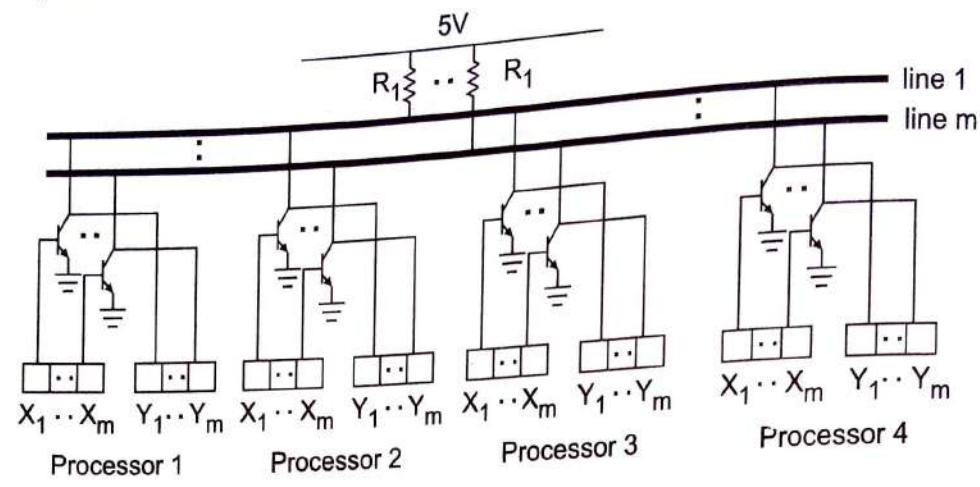 5V
R1 ·· R1
line 1
line m
X1 ·· Xm Y1 ·· Ym X1 ·· Xm Y1 ·· Ym X1 ·· Xm Y1 ·· Ym X1 ·· Xm Y1 ·· Ym
Processor 1 Processor 2 Processor 3 Processor 4